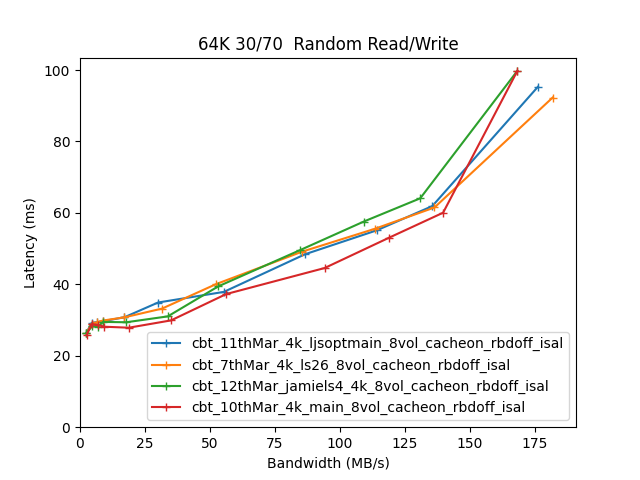 64K 30/70  Random Read/Write
Latency (ms)
100
80
60
40
20
0
0 25 50 75 100 125 150 175
Bandwidth (MB/s)
cbt_11thMar_4k_ljsoptmain_8vol_cacheon_rbdoff_isal
cbt_7thMar_4k_ls26_8vol_cacheon_rbdoff_isal
cbt_12thMar_jamiels4_4k_8vol_cacheon_rbdoff_isal
cbt_10thMar_4k_main_8vol_cacheon_rbdoff_isal